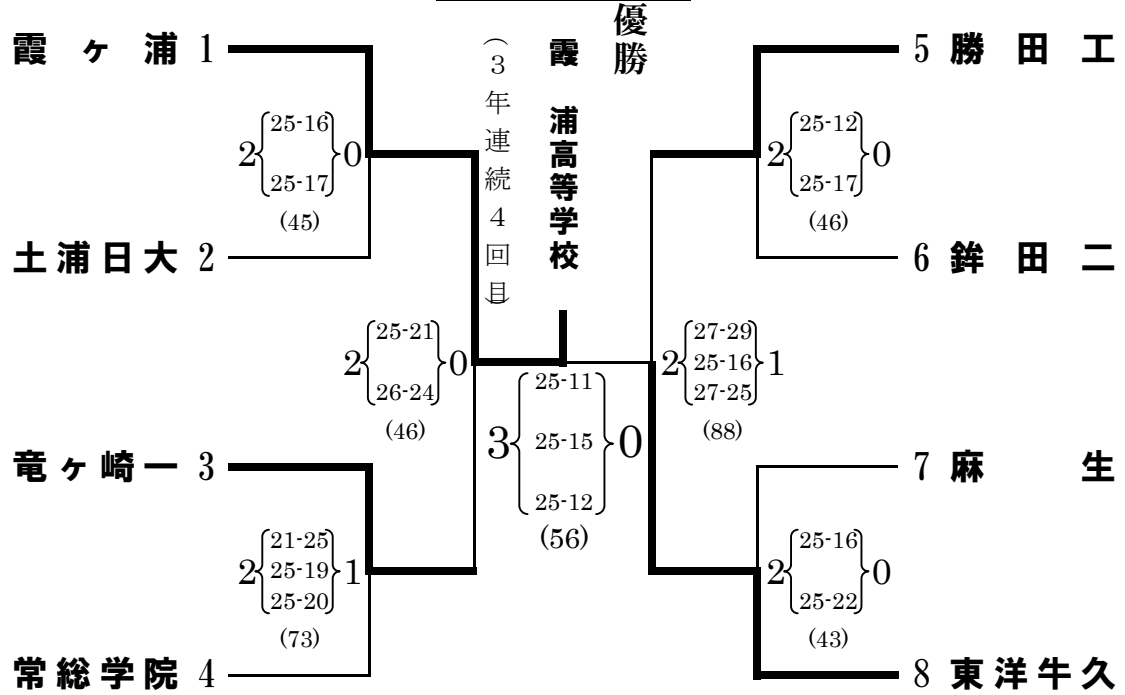 優勝
霞　浦高等学校
（３年連続４回目）
霞ヶ浦 1
25-16
2 0
25-17
(45)
土浦日大 2
25-21
2 0
26-24
(46)
竜ヶ崎一 3
21-25
2 25-19 1
25-20
(73)
常総学院 4
25-11
3 25-15 0
25-12
(56)
5 勝田工
25-12
2 0
25-17
(46)
6 鉾田二
27-29
2 25-16 1
27-25
(88)
7 麻生
25-16
2 0
25-22
(43)
8 東洋牛久